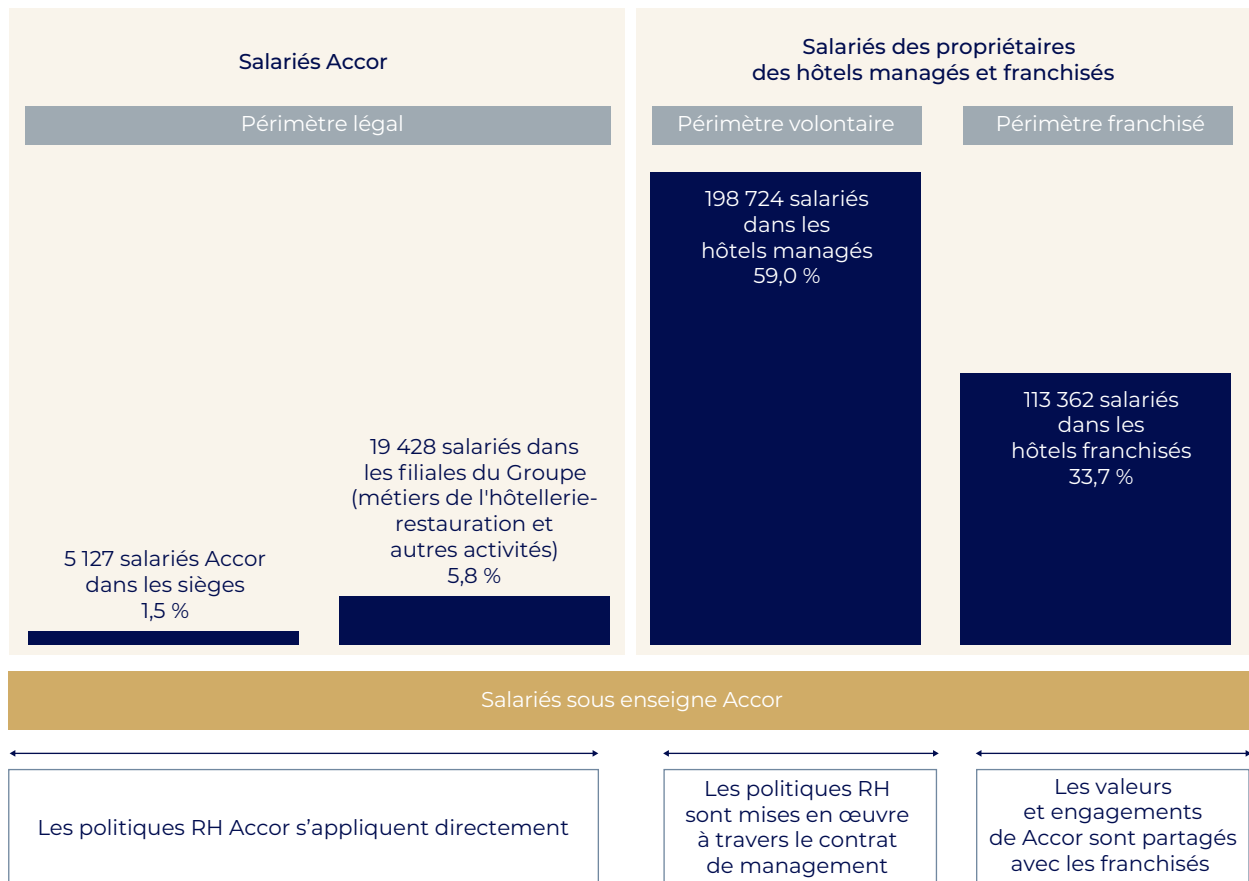 Salariés Accor
Périmètre légal
5 127 salariés Accor
dans les sièges
1,5 %
19 428 salariés dans
les filiales du Groupe
(métiers de l'hôtellerie-
restauration et
autres activités)
5,8 %
Salariés des propriétaires
des hôtels managés et franchisés
Périmètre volontaire
198 724 salariés
dans les
hôtels managés
59,0 %
Périmètre franchisé
113 362 salariés
dans les
hôtels franchisés
33,7 %
Salariés sous enseigne Accor
Les politiques RH Accor s’appliquent directement
Les politiques RH
sont mises en œuvre
à travers le contrat
de management
Les valeurs
et engagements
de Accor sont partagés
avec les franchisés